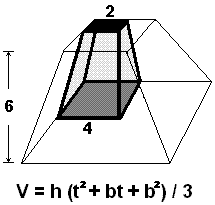 2
6
4
V = h (t² + bt + b²) / 3